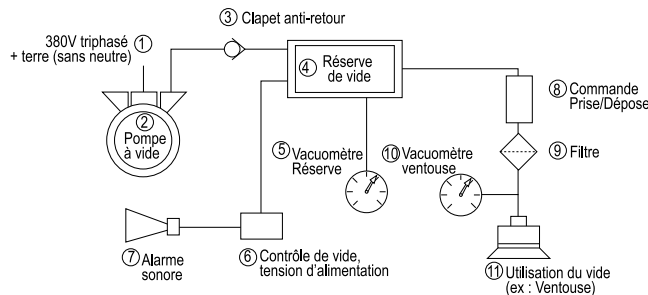 ③ Clapet anti-retour
380V triphasé ①
+ terre (sans neutre)
② Pompe
à vide
④ Réserve
de vide
⑧ Commande
Prise/Dépose
⑤ Vacuomètre
Réserve
⑩ Vacuomètre
ventouse
⑨ Filtre
⑦ Alarme
sonore
⑥ Contrôle de vide,
tension d'alimentation
⑪ Utilisation du vide
(ex : Ventouse)